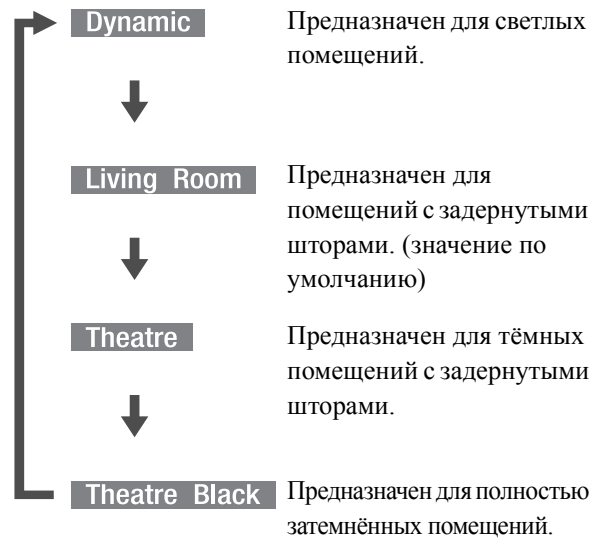 Dynamic
Предназначен для светлых
помещений.
Living Room
Предназначен для
помещений с задернутыми
шторами. (значение по
умолчанию)
Theatre
Предназначен для тёмных
помещений с задернутыми
шторами.
Theatre Black
Предназначен для полностью
затемнённых помещений.